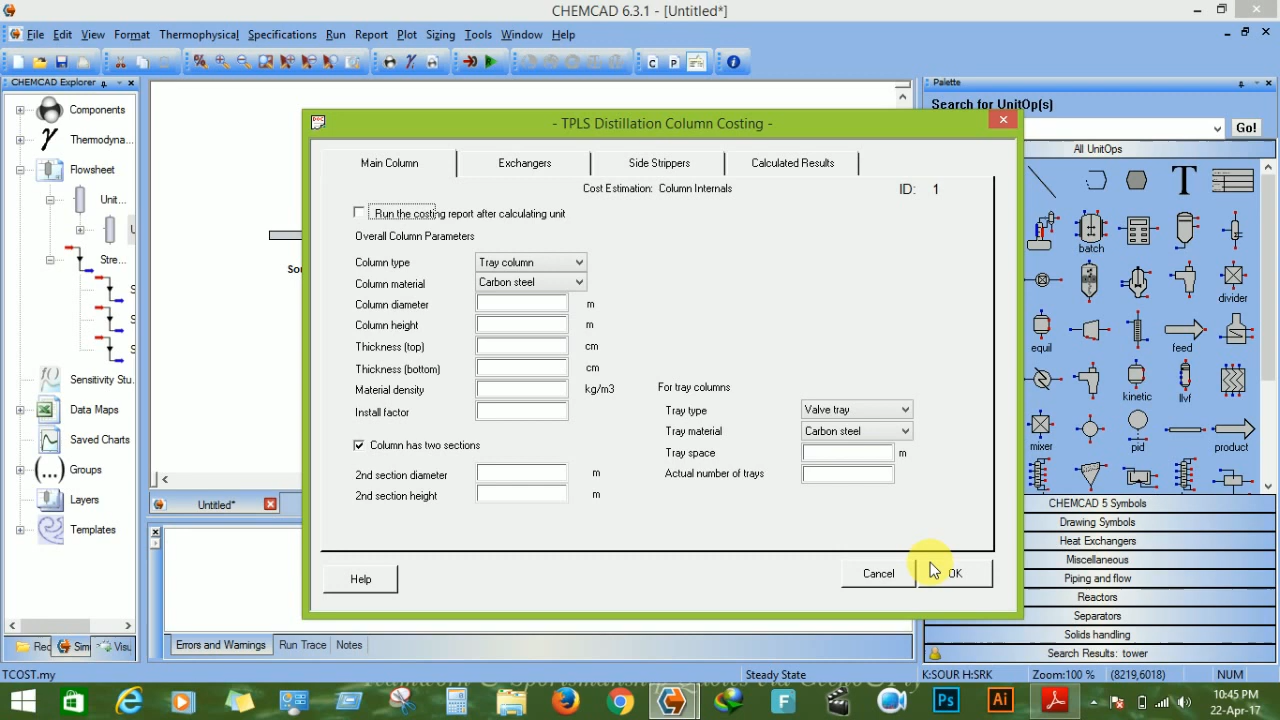 CHEMCAD 6.3.1 - [Untitled*]
File Edit View Format Thermophysical Specifications Run Report Plot Sizing Tools Window Help
CHEMCAD Explorer
Components
Thermodyna...
Flowsheet
Unit...
U
Stre...
S
S
S
Sensitivity Stu.
Data Maps
Saved Charts
Groups
Layers
Templates
Rec Sim Visu
Sou
Untitled*
Errors and Warnings Run Trace Notes
- TPLS Distillation Column Costing -
Main Column Exchangers Side Strippers Calculated Results
Cost Estimation: Column Internals ID: 1
Run the costing report after calculating unit
Overall Column Parameters
Column type Tray column
Column material Carbon steel
Column diameter m
Column height m
Thickness (top) cm
Thickness (bottom) cm
Material density kg/m3
Install factor
For tray columns
Tray type Valve tray
Tray material Carbon steel
Tray space m
Actual number of trays
Column has two sections
2nd section diameter m
2nd section height m
Help Cancel OK
Palette
Search for UnitOp(s)
Go!
All UnitOps
T
batch
divider
equil feed
kinetic llvf
mixer pid product
CHEMCAD 5 Symbols
Drawing Symbols
Heat Exchangers
Miscellaneous
Piping and flow
Reactors
Separators
Solids handling
Search Results: tower
TCOST.my Steady State K:SOUR H:SRK Zoom:100 % (8219,6018) NUM
10:45 PM
22-Apr-17